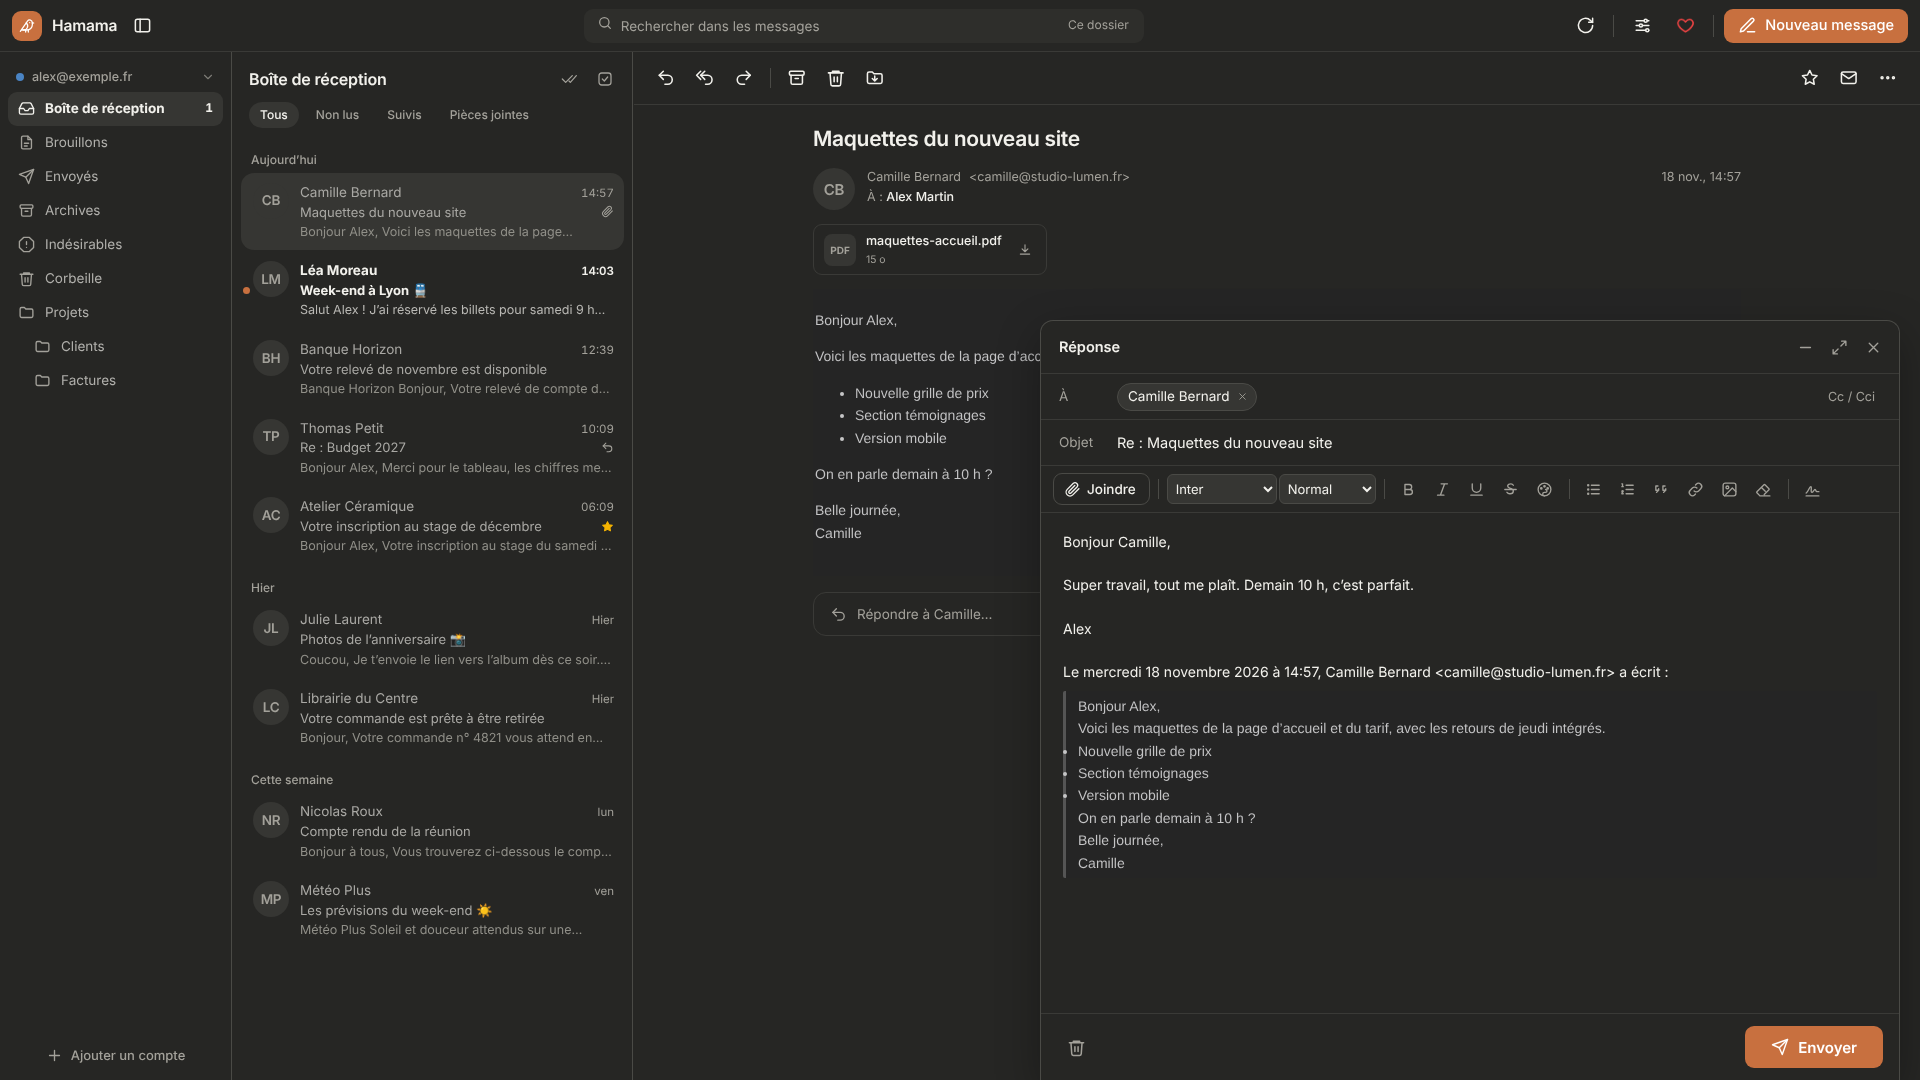 Hamama
Rechercher dans les messages
Ce dossier
Nouveau message
alex@exemple.fr
Boîte de réception 1
Brouillons
Envoyés
Archives
Indésirables
Corbeille
Projets
Clients
Factures
Ajouter un compte
Boîte de réception
Tous Non lus Suivis Pièces jointes
Aujourd’hui
CB
Camille Bernard 14:57
Maquettes du nouveau site
Bonjour Alex, Voici les maquettes de la page...
LM
Léa Moreau 14:03
Week-end à Lyon 🚆
Salut Alex ! J’ai réservé les billets pour samedi 9 h...
BH
Banque Horizon 12:39
Votre relevé de novembre est disponible
Banque Horizon Bonjour, Votre relevé de compte d...
TP
Thomas Petit 10:09
Re : Budget 2027
Bonjour Alex, Merci pour le tableau, les chiffres me...
AC
Atelier Céramique 06:09
Votre inscription au stage de décembre
Bonjour Alex, Votre inscription au stage du samedi ...
Hier
JL
Julie Laurent Hier
Photos de l’anniversaire 📸
Coucou, Je t’envoie le lien vers l’album dès ce soir....
LC
Librairie du Centre Hier
Votre commande est prête à être retirée
Bonjour, Votre commande n° 4821 vous attend en...
Cette semaine
NR
Nicolas Roux lun
Compte rendu de la réunion
Bonjour à tous, Vous trouverez ci-dessous le comp...
MP
Météo Plus ven
Les prévisions du week-end ☀️
Météo Plus Soleil et douceur attendus sur une...
Maquettes du nouveau site
CB
Camille Bernard <camille@studio-lumen.fr> 18 nov., 14:57
À : Alex Martin
PDF
maquettes-accueil.pdf
15 o
Bonjour Alex,
Voici les maquettes de la page d’acc
• Nouvelle grille de prix
• Section témoignages
• Version mobile
On en parle demain à 10 h ?
Belle journée,
Camille
Répondre à Camille...
Réponse
À Camille Bernard × Cc / Cci
Objet Re : Maquettes du nouveau site
Joindre Inter Normal B I U S
Bonjour Camille,
Super travail, tout me plaît. Demain 10 h, c’est parfait.
Alex
Le mercredi 18 novembre 2026 à 14:57, Camille Bernard <camille@studio-lumen.fr> a écrit :
Bonjour Alex,
Voici les maquettes de la page d’accueil et du tarif, avec les retours de jeudi intégrés.
• Nouvelle grille de prix
• Section témoignages
• Version mobile
On en parle demain à 10 h ?
Belle journée,
Camille
Envoyer